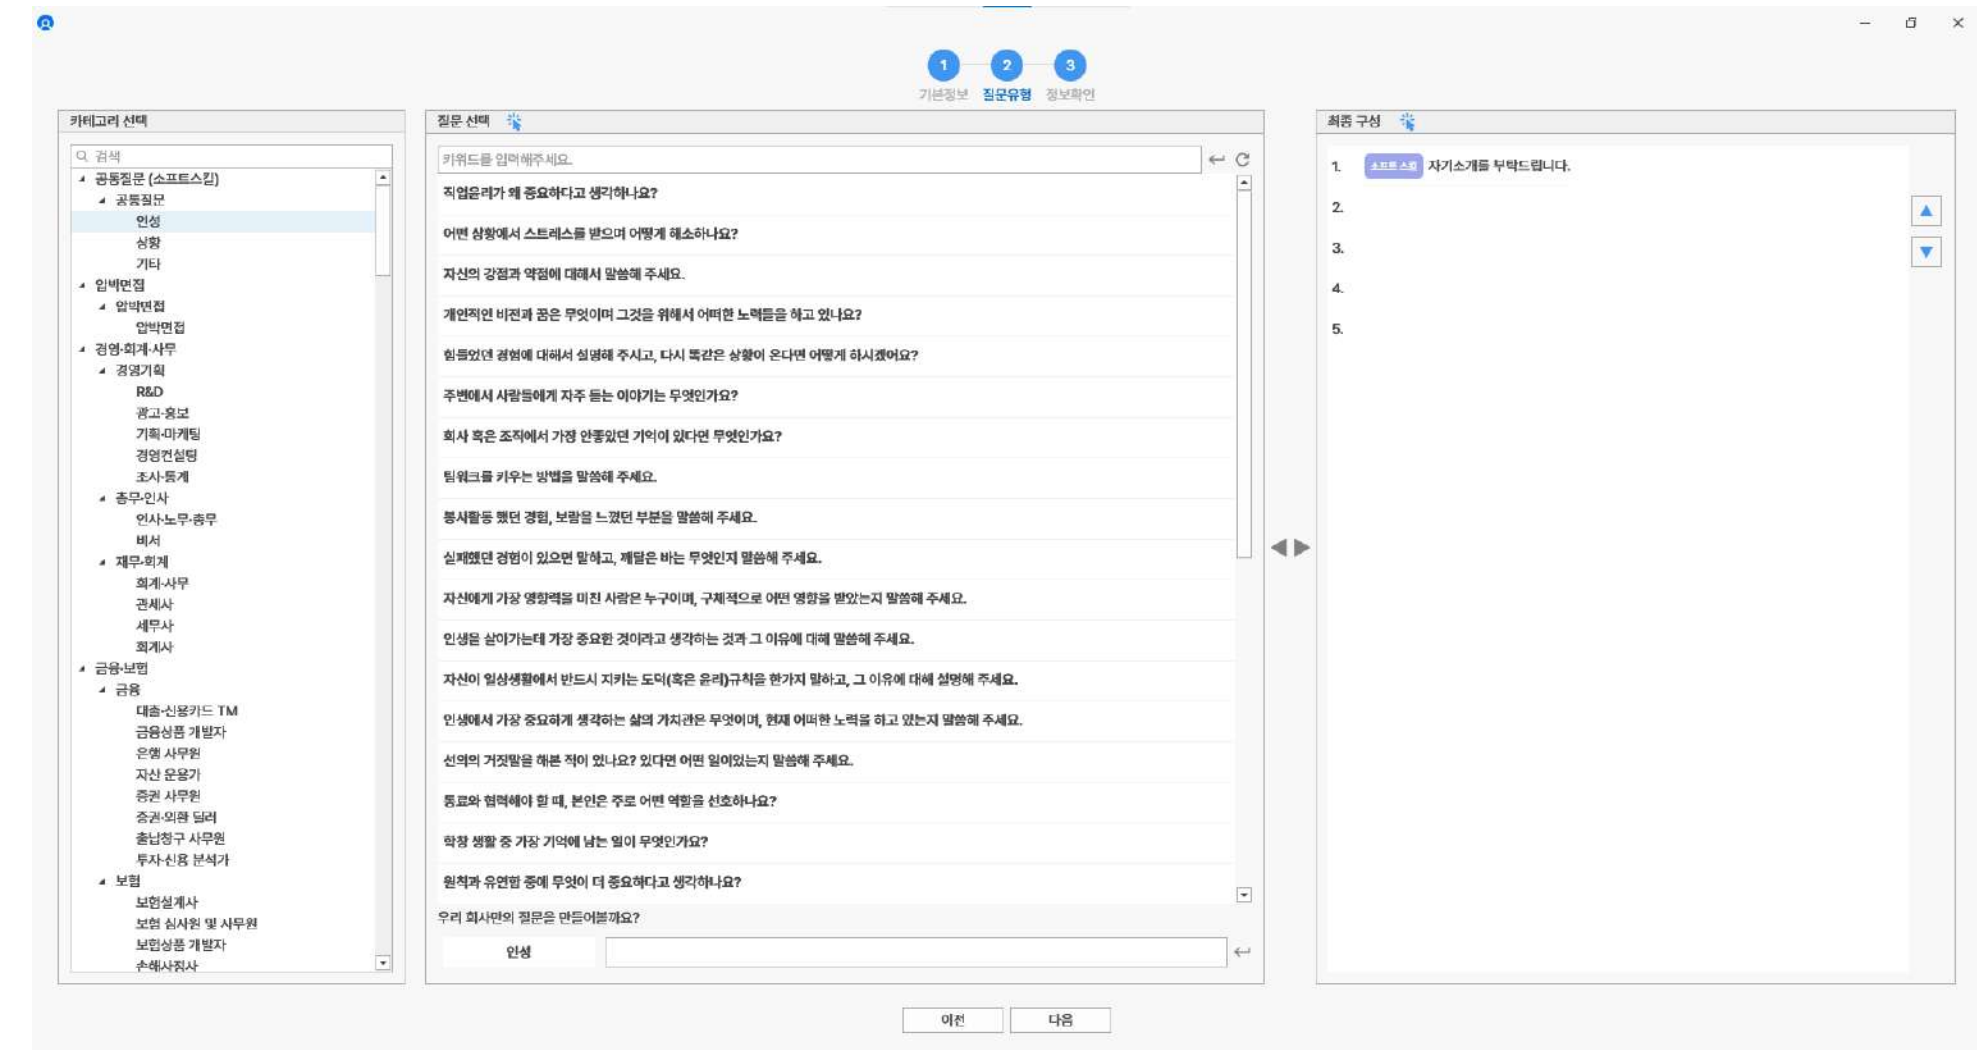 1
2
3
기본정보
질문유형
정보확인
카테고리 선택
검색
공통질문 (소프트스킬)
공통질문
인성
상황
기타
압박면접
압박면접
압박면접
경영·회계·사무
경영기획
R&D
광고·홍보
기획·마케팅
경영컨설팅
조사·통계
총무·인사
인사·노무·총무
비서
재무·회계
회계·사무
관세사
세무사
회계사
금융·보험
금융
대출·신용카드 TM
금융상품 개발자
은행 사무원
자산 운용가
증권 사무원
증권·외환 딜러
출납창구 사무원
투자·신용 분석가
보험
보험설계사
보험 심사원 및 사무원
보험상품 개발자
손해사정사
질문 선택
키워드를 입력해주세요.
직업윤리가 왜 중요하다고 생각하나요?
어떤 상황에서 스트레스를 받으며 어떻게 해소하나요?
자신의 강점과 약점에 대해서 말씀해 주세요.
개인적인 비전과 꿈은 무엇이며 그것을 위해서 어떠한 노력들을 하고 있나요?
힘들었던 경험에 대해서 설명해 주시고, 다시 똑같은 상황이 온다면 어떻게 하시겠어요?
주변에서 사람들에게 자주 듣는 이야기는 무엇인가요?
회사 혹은 조직에서 가장 안좋았던 기억이 있다면 무엇인가요?
팀워크를 키우는 방법을 말씀해 주세요.
봉사활동 했던 경험, 보람을 느꼈던 부분을 말씀해 주세요.
실패했던 경험이 있으면 말하고, 깨달은 바는 무엇인지 말씀해 주세요.
자신에게 가장 영향력을 미친 사람은 누구이며, 구체적으로 어떤 영향을 받았는지 말씀해 주세요.
인생을 살아가는데 가장 중요한 것이라고 생각하는 것과 그 이유에 대해 말씀해 주세요.
자신이 일상생활에서 반드시 지키는 도덕(혹은 윤리)규칙을 한가지 말하고, 그 이유에 대해 설명해 주세요.
인생에서 가장 중요하게 생각하는 삶의 가치관은 무엇이며, 현재 어떠한 노력을 하고 있는지 말씀해 주세요.
선의의 거짓말을 해본 적이 있나요? 있다면 어떤 일이었는지 말씀해 주세요.
동료와 협력해야 할 때, 본인은 주로 어떤 역할을 선호하나요?
학창 생활 중 가장 기억에 남는 일이 무엇인가요?
원칙과 유연함 중에 무엇이 더 중요하다고 생각하나요?
우리 회사만의 질문을 만들어볼까요?
인성
최종 구성
1. 소프트 스킬 자기소개를 부탁드립니다.
2.
3.
4.
5.
이전
다음